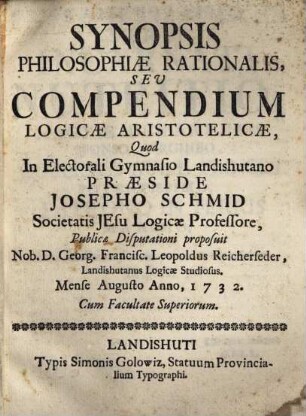 SYNOPSIS
PHILOSOPHIÆ RATIONALIS,
SEV
COMPENDIUM
LOGICÆ ARISTOTELICÆ,
Quod
In Electorali Gymnasio Landishutano
PRÆSIDE
JOSEPHO SCHMID
Societatis JEsu Logicæ Professore,
Publicæ Disputationi proposuit
Nob. D. Georg. Francisc. Leopoldus Reicherseder,
Landishutanus Logicæ Studiosus.
Mense Augusto Anno, 1732.
Cum Facultate Superiorum.
LANDISHUTI
Typis Simonis Golowiz, Statuum Provincia-
lium Typographi.